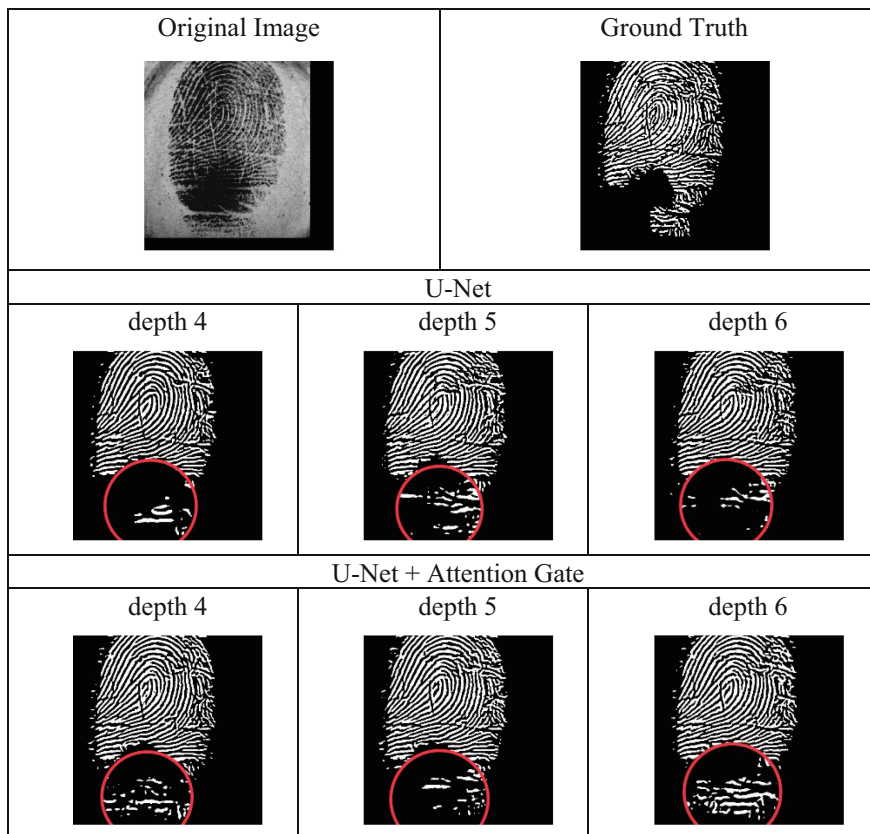 Original Image
Ground Truth
U-Net
depth 4
depth 5
depth 6
U-Net + Attention Gate
depth 4
depth 5
depth 6